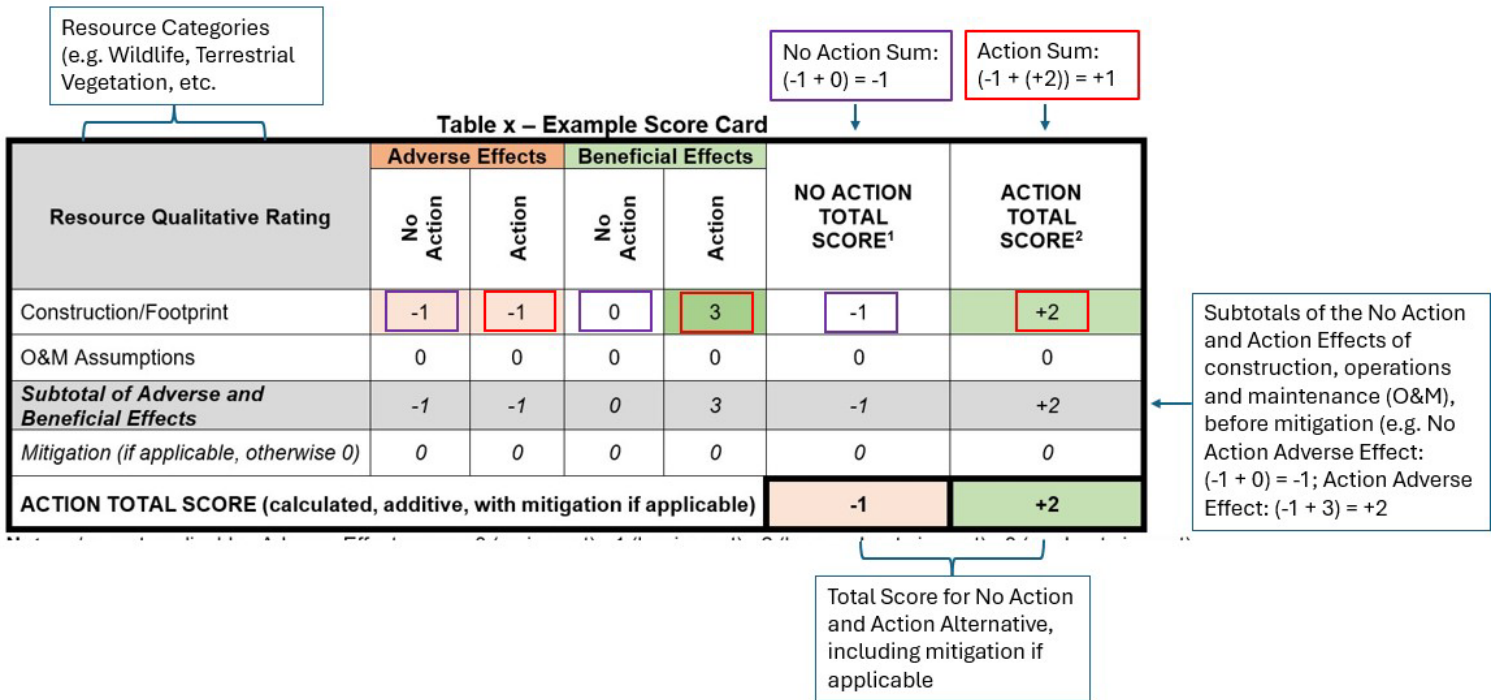 Resource Categories
(e.g. Wildlife, Terrestrial
Vegetation, etc.
No Action Sum:
(-1 + 0) = -1
Action Sum:
(-1 + (+2)) = +1
Table x – Example Score Card
Resource Qualitative Rating
Adverse Effects
Beneficial Effects
No
Action
Action
No
Action
Action
NO ACTION
TOTAL
SCORE¹
ACTION
TOTAL
SCORE²
Construction/Footprint -1 -1 0 3 -1 +2
O&M Assumptions 0 0 0 0 0 0
Subtotal of Adverse and
Beneficial Effects -1 -1 0 3 -1 +2
Mitigation (if applicable, otherwise 0) 0 0 0 0 0 0
ACTION TOTAL SCORE (calculated, additive, with mitigation if applicable) -1 +2
Subtotals of the No Action
and Action Effects of
construction, operations
and maintenance (O&M),
before mitigation (e.g. No
Action Adverse Effect:
(-1 + 0) = -1; Action Adverse
Effect: (-1 + 3) = +2
Total Score for No Action
and Action Alternative,
including mitigation if
applicable